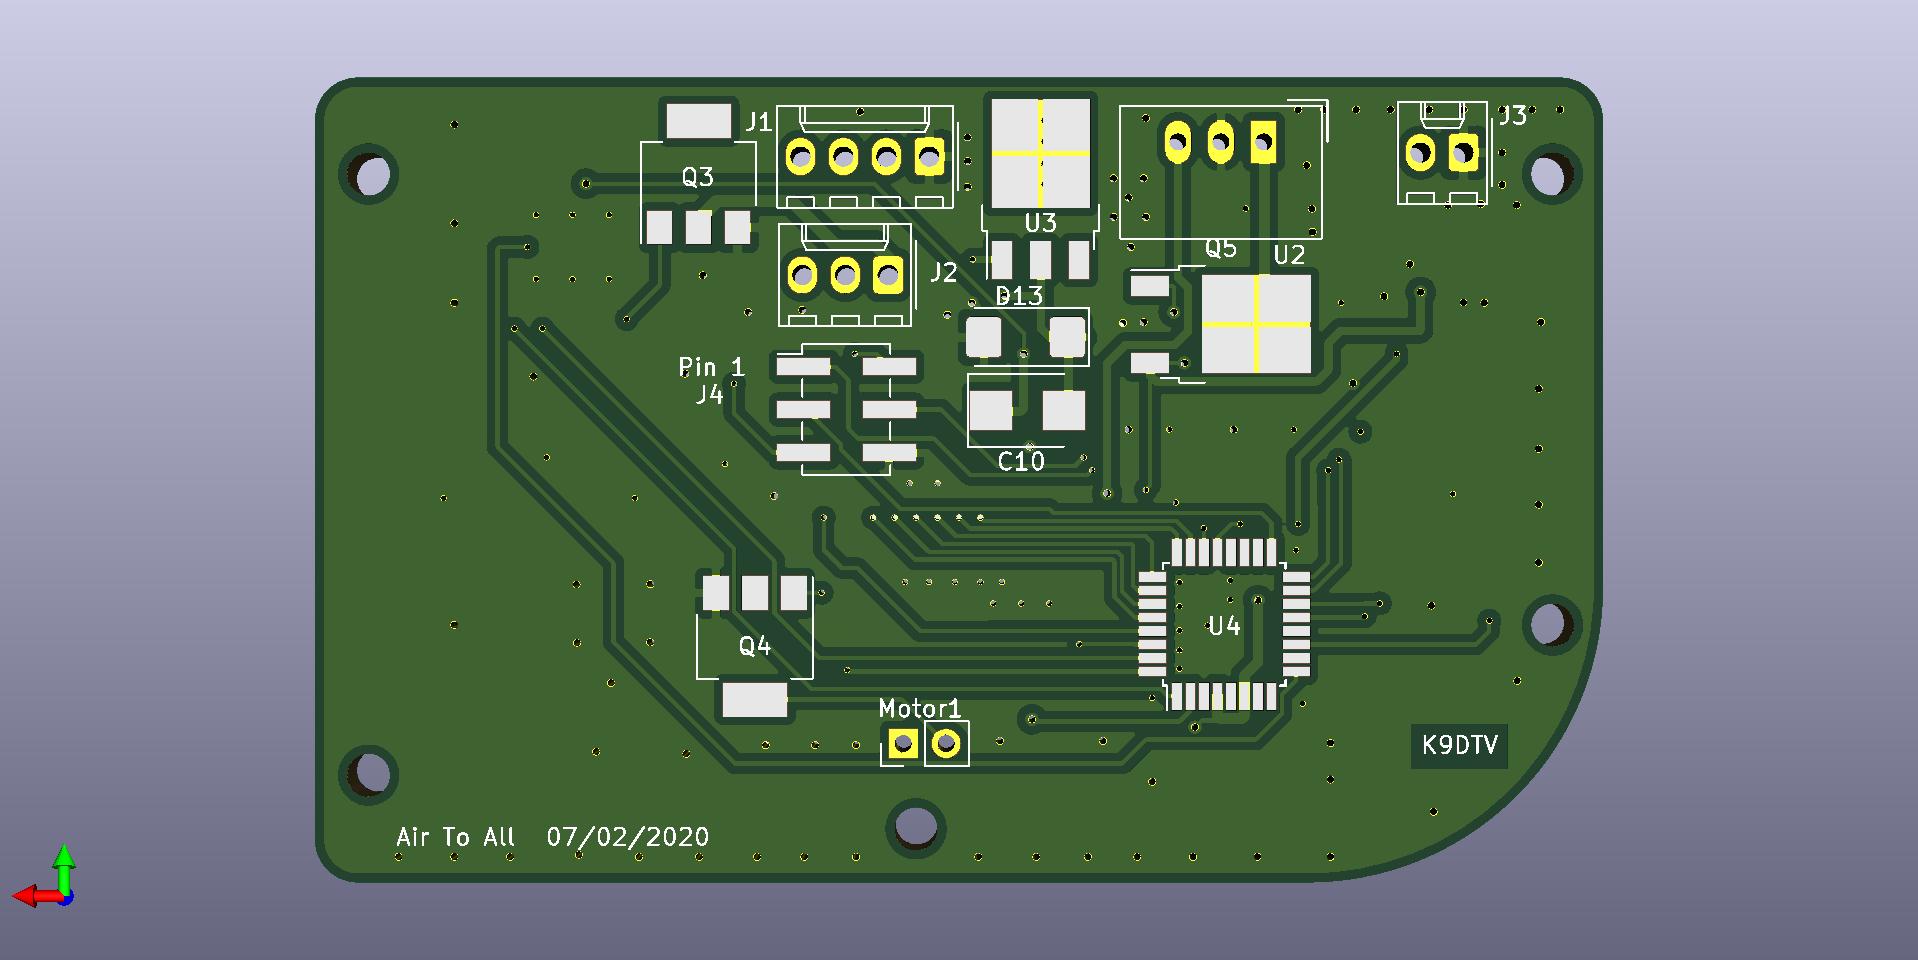 J1
J3
Q3
U3
Q5
U2
J2
D13
Pin 1
J4
C10
U4
Q4
Motor1
K9DTV
Air To All 07/02/2020